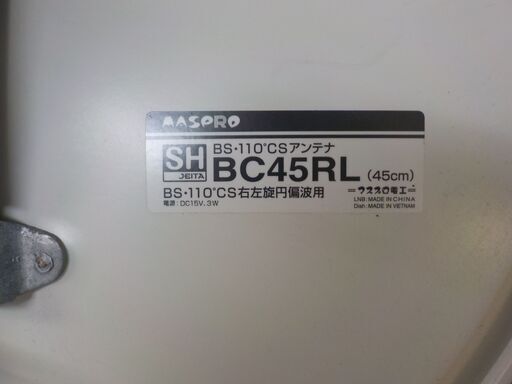 MASPRO
SH
JEITA
BS・110°CSアンテナ
BC45RL (45cm)
BS・110°CS右左旋円偏波用
電源:DC15V、3W
=マスプロ電工=
LNB:MADE IN CHINA
Dish:MADE IN VIETNAM